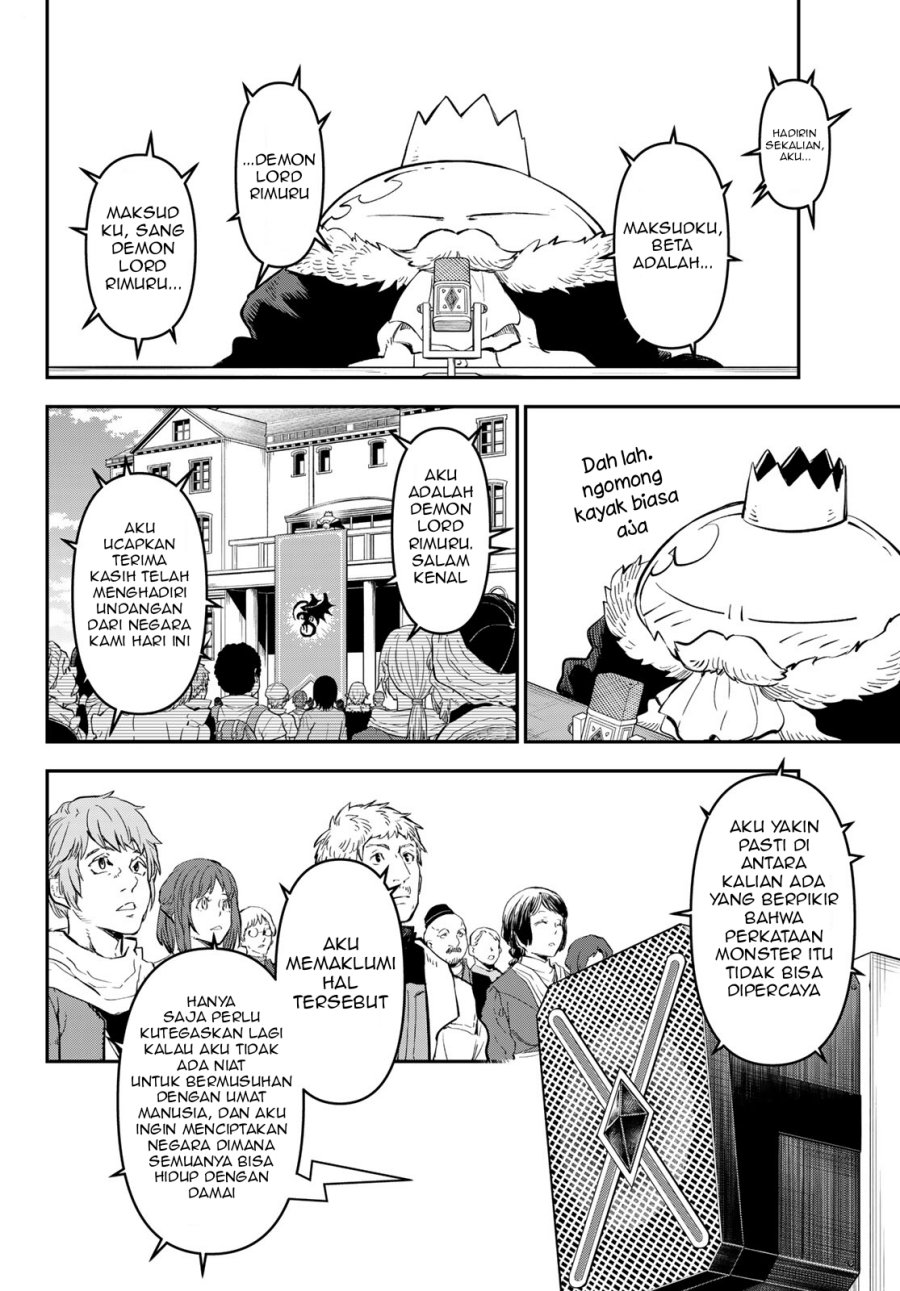 HADIRIN
SEKALIAN,
AKU...
MAKSUDKU,
BETA
ADALAH...
...DEMON
LORD
RIMURU
MAKSUD
KU, SANG
DEMON
LORD
RIMURU...
Dah lah.
ngomong
kayak biasa
aja
AKU
ADALAH
DEMON
LORD
RIMURU.
SALAM
KENAL
AKU
UCAPKAN
TERIMA
KASIH TELAH
MENGHADIRI
UNDANGAN
DARI NEGARA
KAMI HARI INI
AKU YAKIN
PASTI DI
ANTARA
KALIAN ADA
YANG BERPIKIR
BAHWA
PERKATAAN
MONSTER ITU
TIDAK BISA
DIPERCAYA
AKU
MEMAKLUMI
HAL
TERSEBUT
HANYA
SAJA PERLU
KUTEGASKAN LAGI
KALAU AKU TIDAK
ADA NIAT
UNTUK BERMUSUHAN
DENGAN UMAT
MANUSIA, DAN AKU
INGIN MENCIPTAKAN
NEGARA DIMANA
SEMUANYA BISA
HIDUP DENGAN
DAMAI